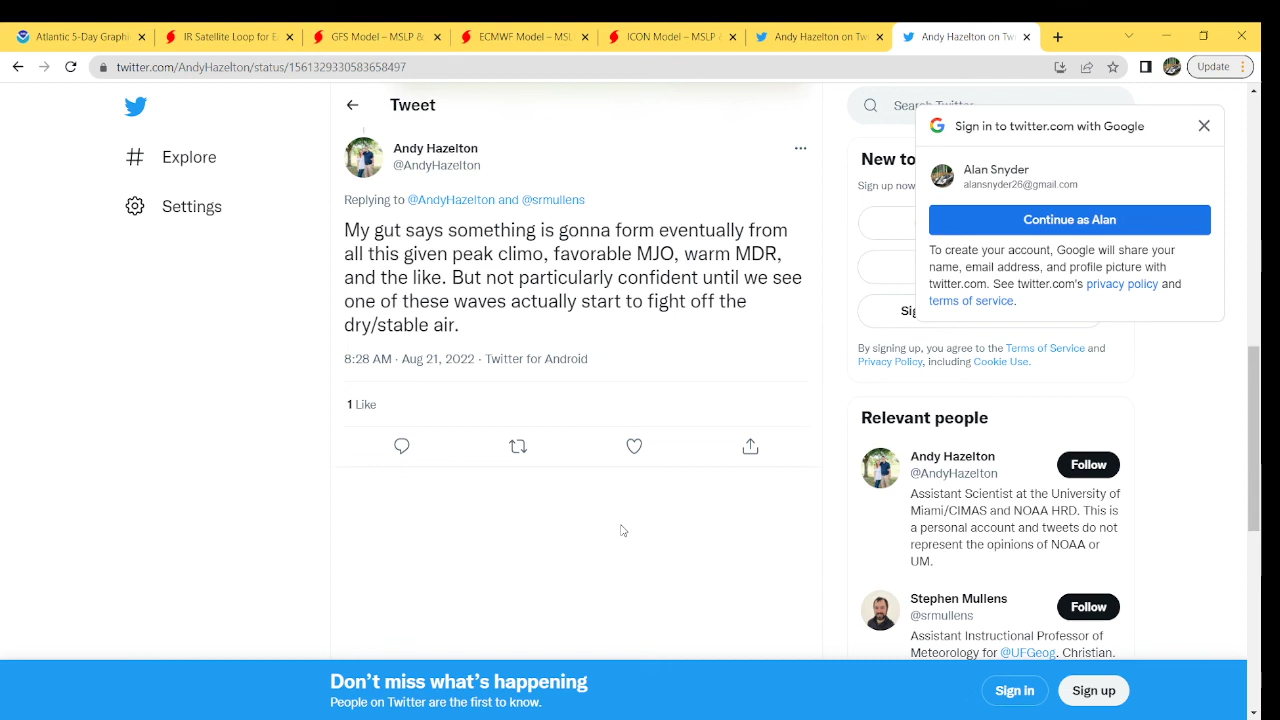 Atlantic 5-Day Graphi
IR Satellite Loop for E
GFS Model – MSLP &
ECMWF Model – MSL
ICON Model – MSLP &
Andy Hazelton on Tw
Andy Hazelton on Tw
twitter.com/AndyHazelton/status/1561329330583658497
Update
Explore
Settings
Tweet
Andy Hazelton
@AndyHazelton
Replying to @AndyHazelton and @srmullens
My gut says something is gonna form eventually from
all this given peak climo, favorable MJO, warm MDR,
and the like. But not particularly confident until we see
one of these waves actually start to fight off the
dry/stable air.
8:28 AM · Aug 21, 2022 · Twitter for Android
1 Like
Search Twitter
New to
Sign up now
Sig
By signing up, you agree to the Terms of Service and
Privacy Policy, including Cookie Use.
Sign in to twitter.com with Google
Alan Snyder
alansnyder26@gmail.com
Continue as Alan
To create your account, Google will share your
name, email address, and profile picture with
twitter.com. See twitter.com's privacy policy and
terms of service.
Relevant people
Andy Hazelton
@AndyHazelton
Follow
Assistant Scientist at the University of
Miami/CIMAS and NOAA HRD. This is
a personal account and tweets do not
represent the opinions of NOAA or
UM.
Stephen Mullens
@srmullens
Follow
Assistant Instructional Professor of
Meteorology for @UFGeog. Christian.
Don't miss what's happening
People on Twitter are the first to know.
Sign in
Sign up